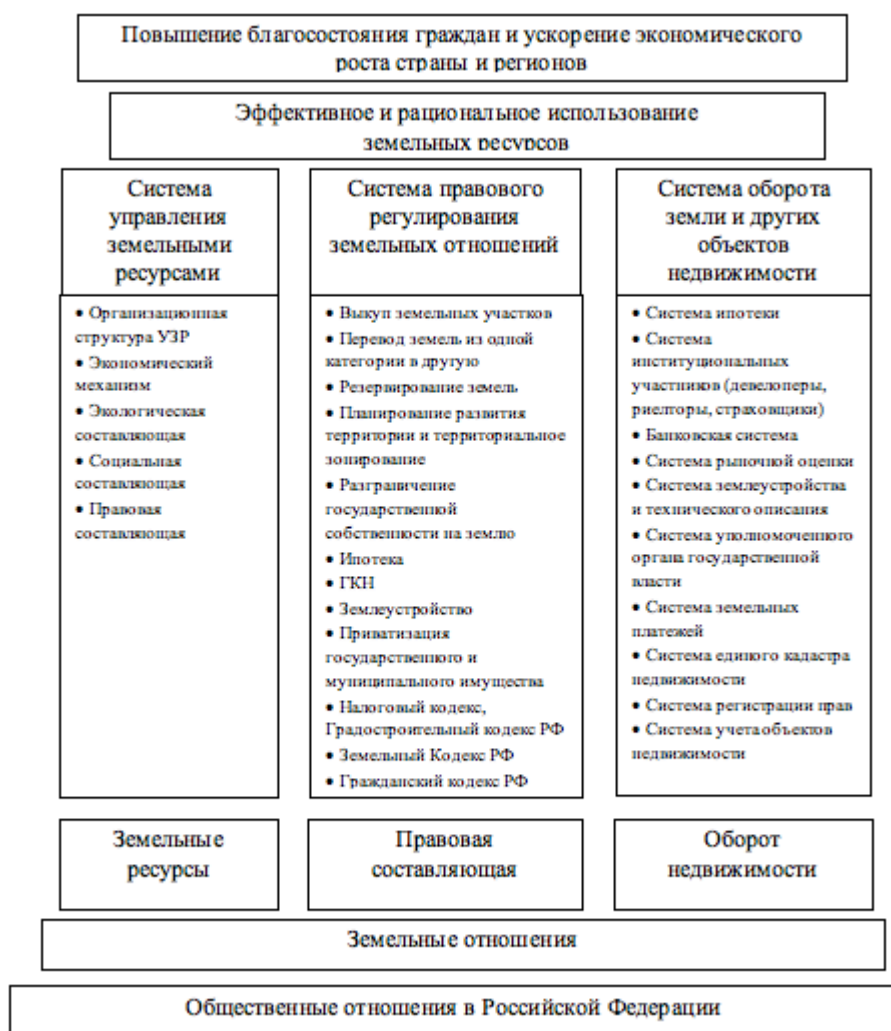 Повышение благосостояния граждан и ускорение экономического
роста страны и регионов
Эффективное и рациональное использование
земельных ресурсов
Система
управления
земельными
ресурсами
• Организационная
структура УЗР
• Экономический
механизм
• Экологическая
составляющая
• Социальная
составляющая
• Правовая
составляющая
Система правового
регулирования
земельных отношений
• Выкуп земельных участков
• Перевод земель из одной
категории в другую
• Резервирование земель
• Планирование развития
территории и территориальное
зонирование
• Разграничение
государственной
собственности на землю
• Ипотека
• ГКН
• Землеустройство
• Приватизация
государственного и
муниципального имущества
• Налоговый кодекс,
Градостроительный кодекс РФ
• Земельный Кодекс РФ
• Гражданский кодекс РФ
Система оборота
земли и других
объектов
недвижимости
• Система ипотеки
• Система
институциональных
участников (девелоперы,
риелторы, страховщики)
• Банковская система
• Система рыночной оценки
• Система землеустройства
и технического описания
• Система уполномоченного
органа государственной
власти
• Система земельных
платежей
• Система единого кадастра
недвижимости
• Система регистрации прав
• Система учета объектов
недвижимости
Земельные
ресурсы
Правовая
составляющая
Оборот
недвижимости
Земельные отношения
Общественные отношения в Российской Федерации